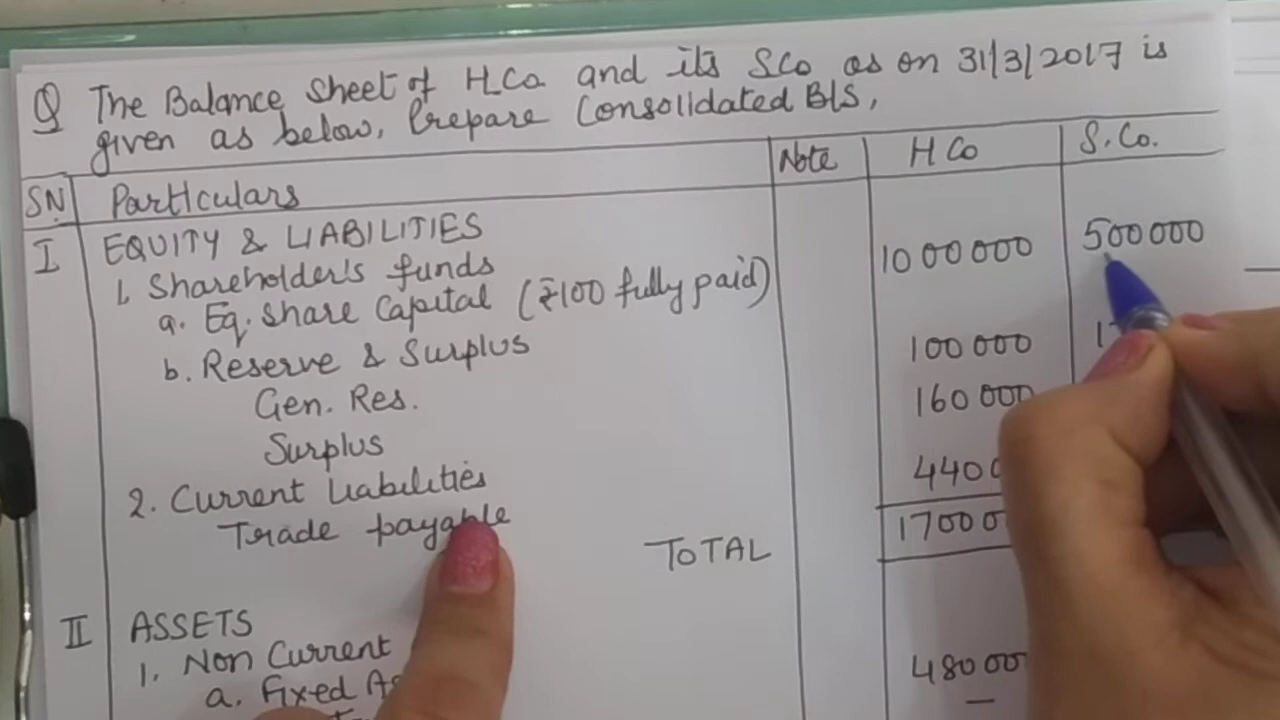 Q The Balance Sheet of H Co and its S Co as on 31/3/2017 is
given as below, Prepare Consolidated B/S,
SN Particulars Note H Co S. Co.
I EQUITY & LIABILITIES
1. Shareholder's funds
a. Eq. Share Capital (₹100 fully paid) 1000000 500000
b. Reserve & Surplus
Gen. Res. 100000
Surplus 160000
2. Current Liabilities
Trade payable
TOTAL
II ASSETS
1. Non Current
a. Fixed